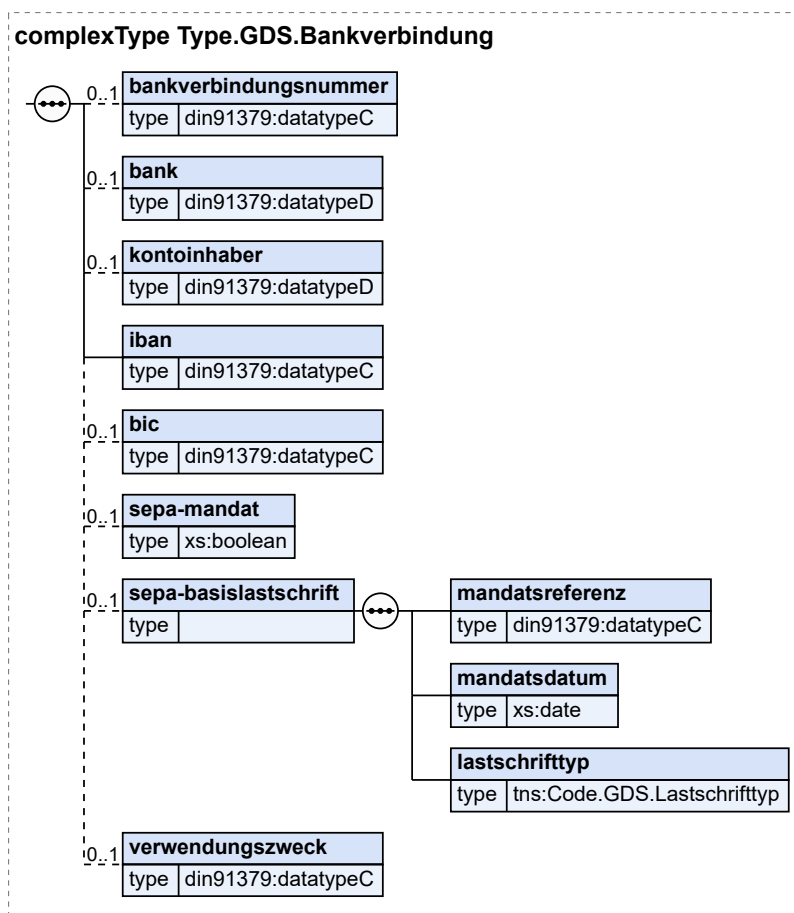 complexType Type.GDS.Bankverbindung
0..1 bankverbindungsnummer
type din91379:datatypeC
0..1 bank
type din91379:datatypeD
0..1 kontoinhaber
type din91379:datatypeD
iban
type din91379:datatypeC
0..1 bic
type din91379:datatypeC
0..1 sepa-mandat
type xs:boolean
0..1 sepa-basislastschrift
type
mandatsreferenz
type din91379:datatypeC
mandatsdatum
type xs:date
lastschrifttyp
type tns:Code.GDS.Lastschrifttyp
0..1 verwendungszweck
type din91379:datatypeC